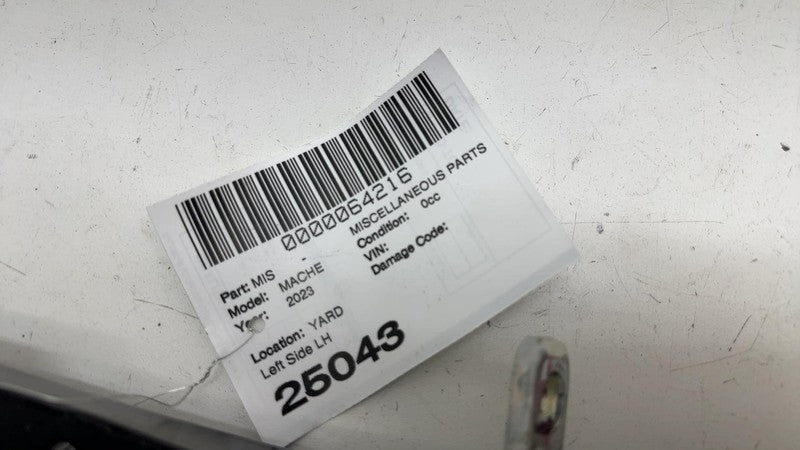 0000064216
Part: MIS MISCELLANEOUS PARTS
Model: MACHE Condition: 0cc
Year: 2023 VIN:
Damage Code:
Location: YARD
Left Side LH
25043